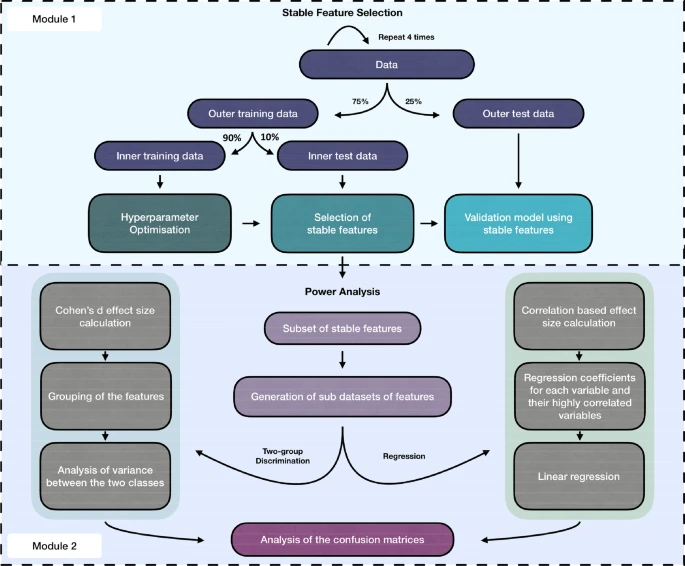 Module 1
Stable Feature Selection
Repeat 4 times
Data
75%
25%
Outer training data
Outer test data
90%
10%
Inner training data
Inner test data
Hyperparameter
Optimisation
Selection of
stable features
Validation model using
stable features
Power Analysis
Cohen's d effect size
calculation
Subset of stable features
Correlation based effect
size calculation
Grouping of the features
Generation of sub datasets of features
Regression coefficients
for each variable and
their highly correlated
variables
Two-group
Discrimination
Regression
Analysis of variance
between the two classes
Linear regression
Analysis of the confusion matrices
Module 2